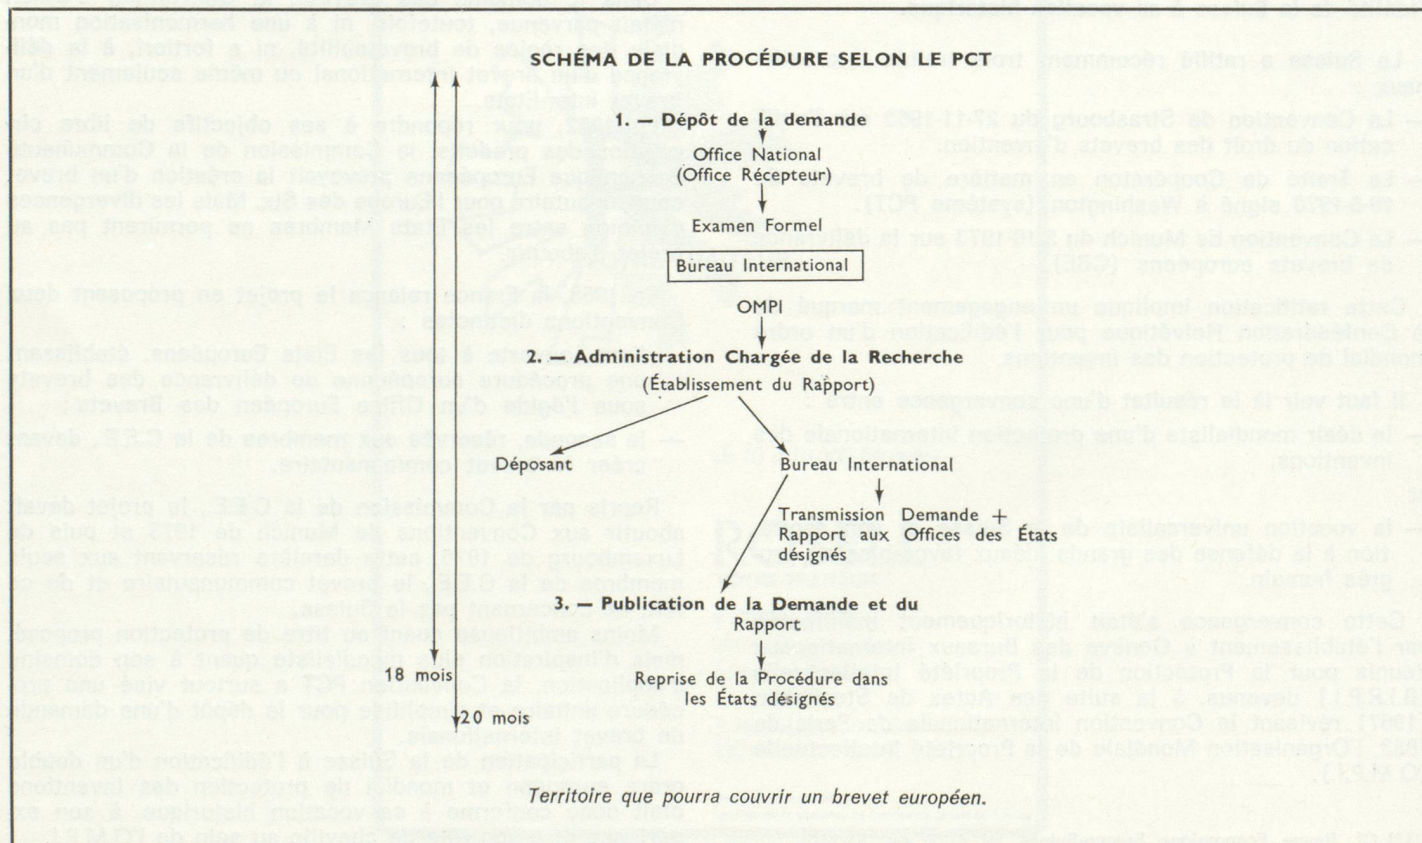 SCHÉMA DE LA PROCÉDURE SELON LE PCT
1. — Dépôt de la demande
Office National
(Office Récepteur)
Examen Formel
Bureau International
OMPI
2. — Administration Chargée de la Recherche
(Établissement du Rapport)
Déposant
Bureau International
Transmission Demande +
Rapport aux Offices des États
désignés
3. — Publication de la Demande et du
Rapport
18 mois
Reprise de la Procédure dans
les États désignés
20 mois
Territoire que pourra couvrir un brevet européen.